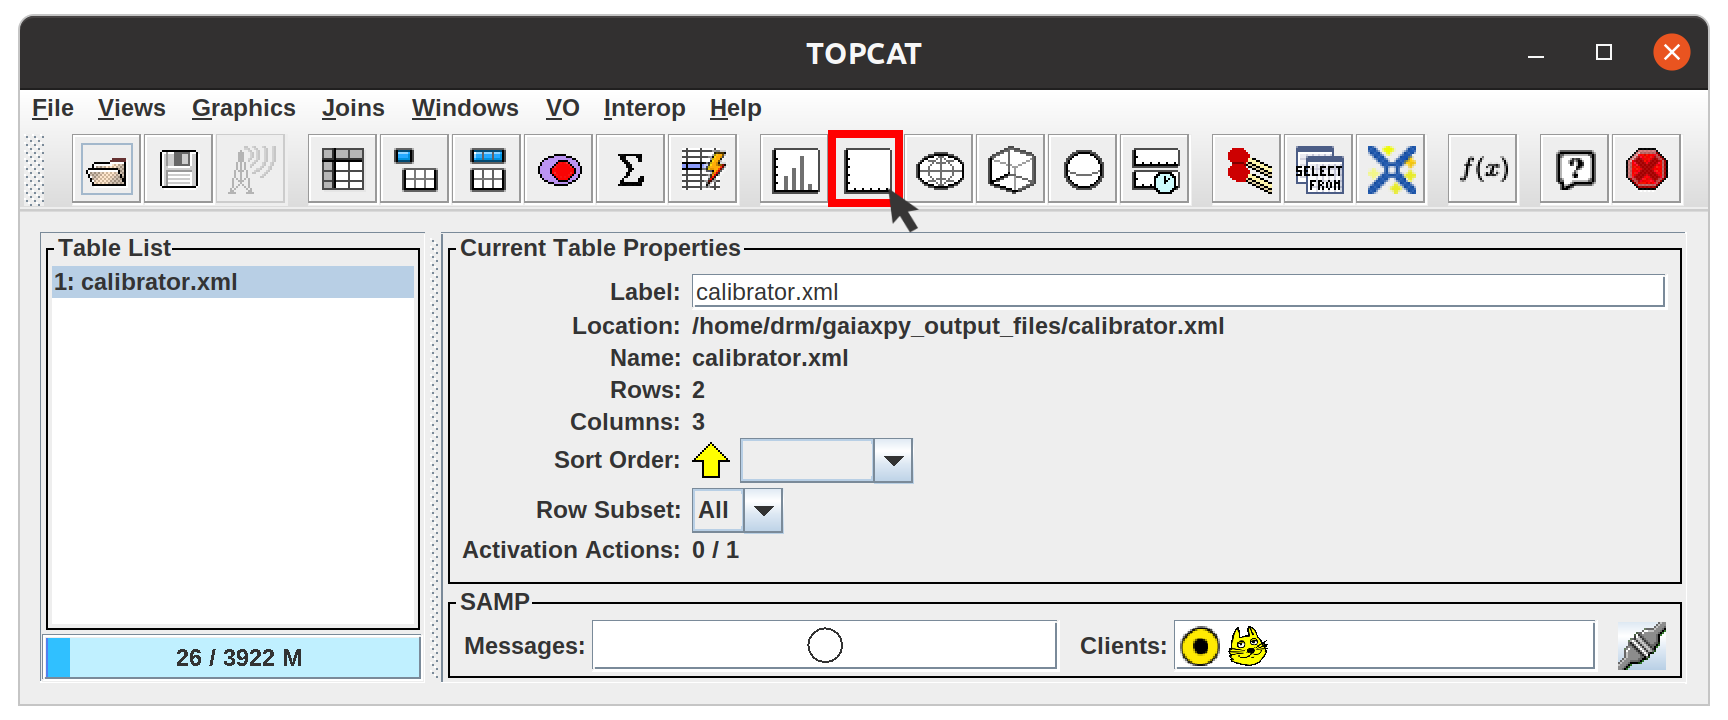 TOPCAT
File Views Graphics Joins Windows VO Interop Help
Σ SELECT FROM f(x) ?
Table List
1: calibrator.xml
26 / 3922 M
Current Table Properties
Label: calibrator.xml
Location: /home/drm/gaiaxpy_output_files/calibrator.xml
Name: calibrator.xml
Rows: 2
Columns: 3
Sort Order:
Row Subset: All
Activation Actions: 0 / 1
SAMP
Messages:
Clients: